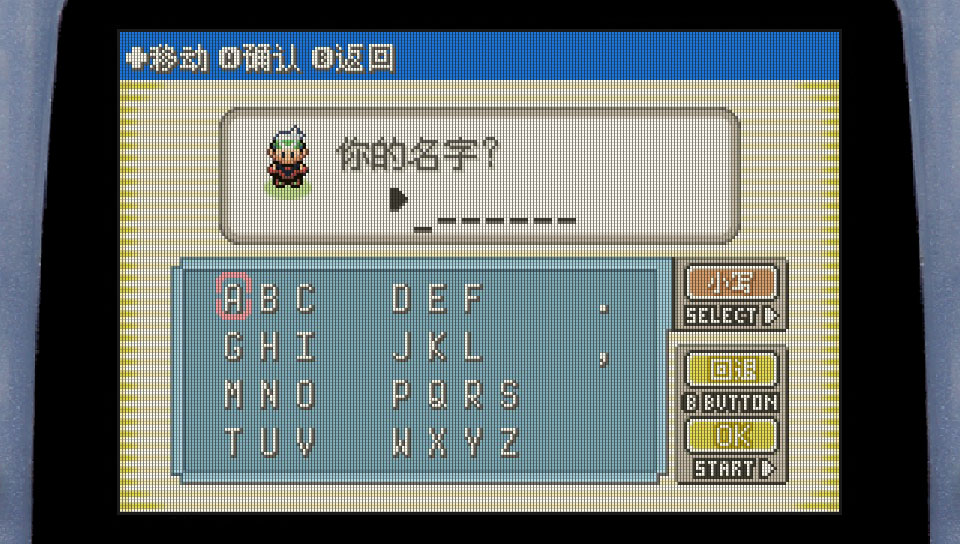 移动 A确认 B返回
你的名字?
A B C D E F .
G H I J K L ,
M N O P Q R S
T U V W X Y Z
小写
SELECT
回退
B BUTTON
OK
START